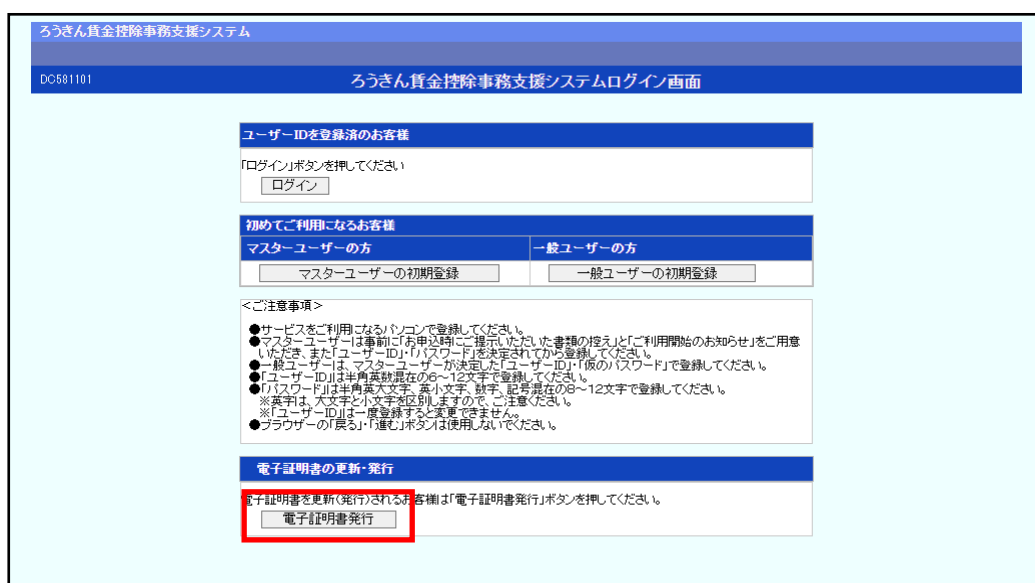 ろうきん賃金控除事務支援システム
DC581101
ろうきん賃金控除事務支援システムログイン画面
ユーザーIDを登録済のお客様
「ログイン」ボタンを押してください
ログイン
初めてご利用になるお客様
マスターユーザーの方
一般ユーザーの方
マスターユーザーの初期登録
一般ユーザーの初期登録
<ご注意事項>
●サービスをご利用になるパソコンで登録してください。
●マスターユーザーは事前に「お申込時にご提示いただいた書類の控え」と「ご利用開始のお知らせ」をご用意
いただき、また「ユーザーID」・「パスワード」を決定されてから登録してください。
●一般ユーザーは、マスターユーザーが決定した「ユーザーID」・「仮のパスワード」で登録してください。
●「ユーザーID」は半角英数混在の6～12文字で登録してください。
●「パスワード」は半角英大文字、英小文字、数字、記号混在の8～12文字で登録してください。
※英字は、大文字と小文字を区別しますので、ご注意ください。
※「ユーザーID」は一度登録すると変更できません。
●ブラウザーの「戻る」・「進む」ボタンは使用しないでください。
電子証明書の更新・発行
電子証明書を更新(発行)されるお客様は「電子証明書発行」ボタンを押してください。
電子証明書発行